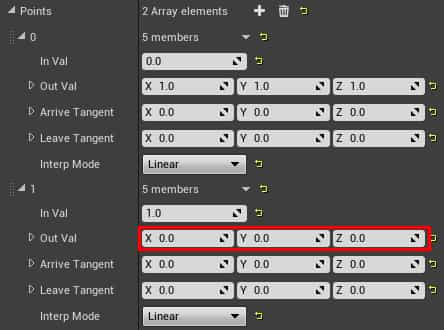 Points 2 Array elements
0 5 members
In Val 0.0
Out Val X 1.0 Y 1.0 Z 1.0
Arrive Tangent X 0.0 Y 0.0 Z 0.0
Leave Tangent X 0.0 Y 0.0 Z 0.0
Interp Mode Linear
1 5 members
In Val 1.0
Out Val X 0.0 Y 0.0 Z 0.0
Arrive Tangent X 0.0 Y 0.0 Z 0.0
Leave Tangent X 0.0 Y 0.0 Z 0.0
Interp Mode Linear